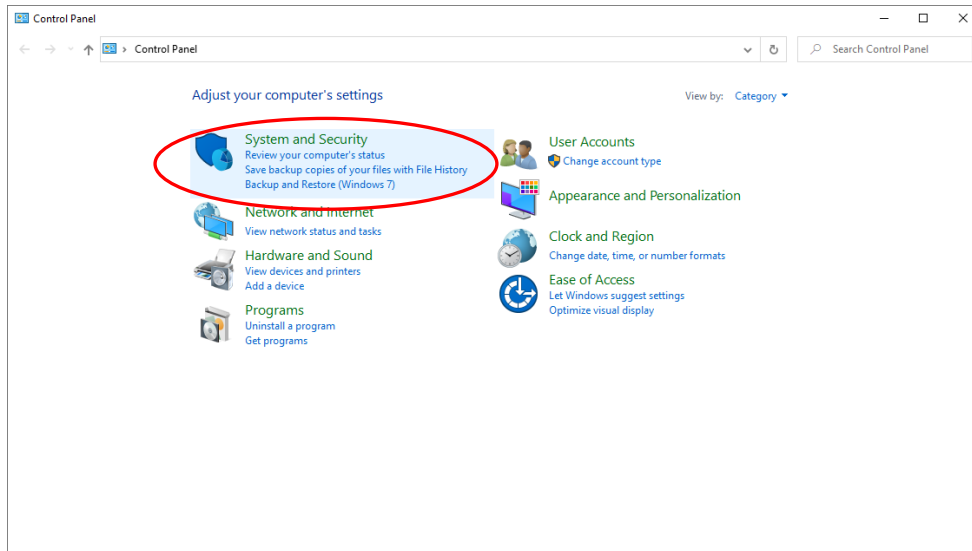 Control Panel
Control Panel
Search Control Panel
Adjust your computer's settings
View by: Category
System and Security
Review your computer's status
Save backup copies of your files with File History
Backup and Restore (Windows 7)
Network and Internet
View network status and tasks
Hardware and Sound
View devices and printers
Add a device
Programs
Uninstall a program
Get programs
User Accounts
Change account type
Appearance and Personalization
Clock and Region
Change date, time, or number formats
Ease of Access
Let Windows suggest settings
Optimize visual display